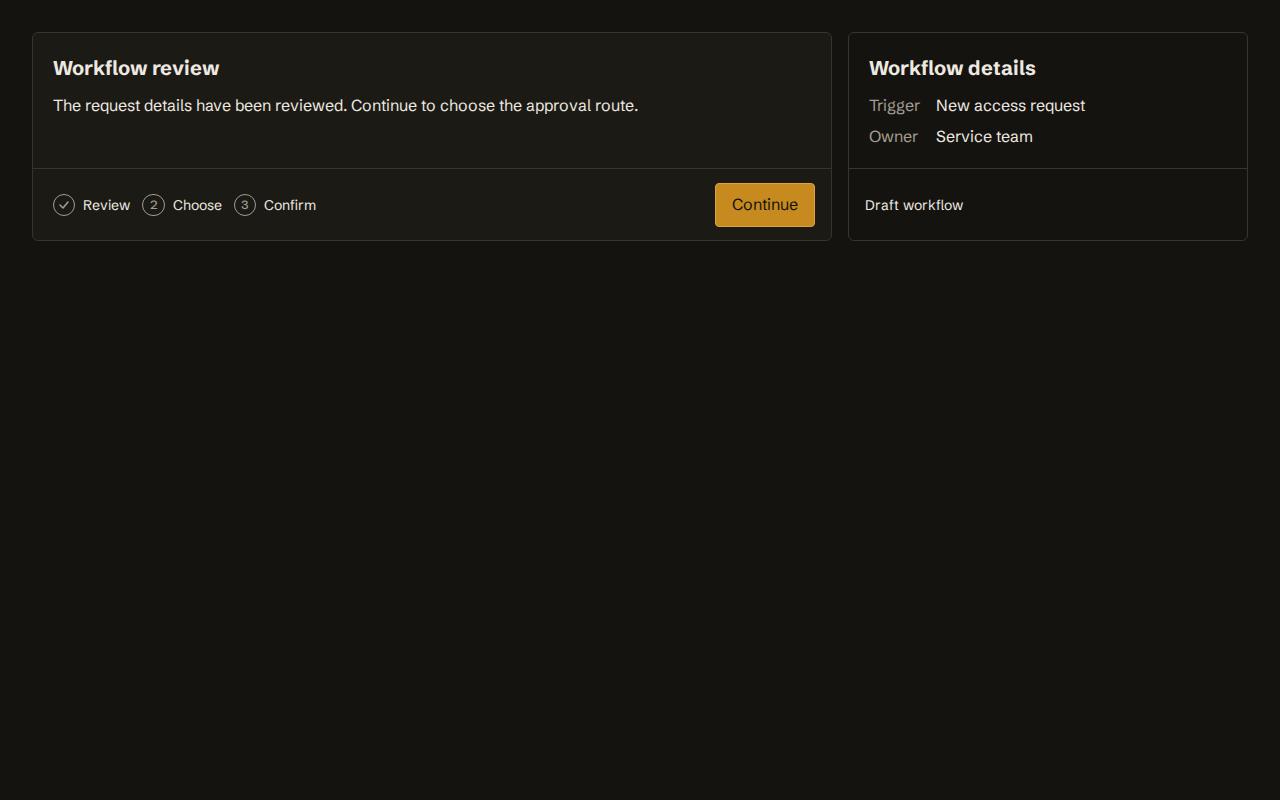 Workflow review
The request details have been reviewed. Continue to choose the approval route.
Review 2 Choose 3 Confirm
Continue
Workflow details
Trigger New access request
Owner Service team
Draft workflow